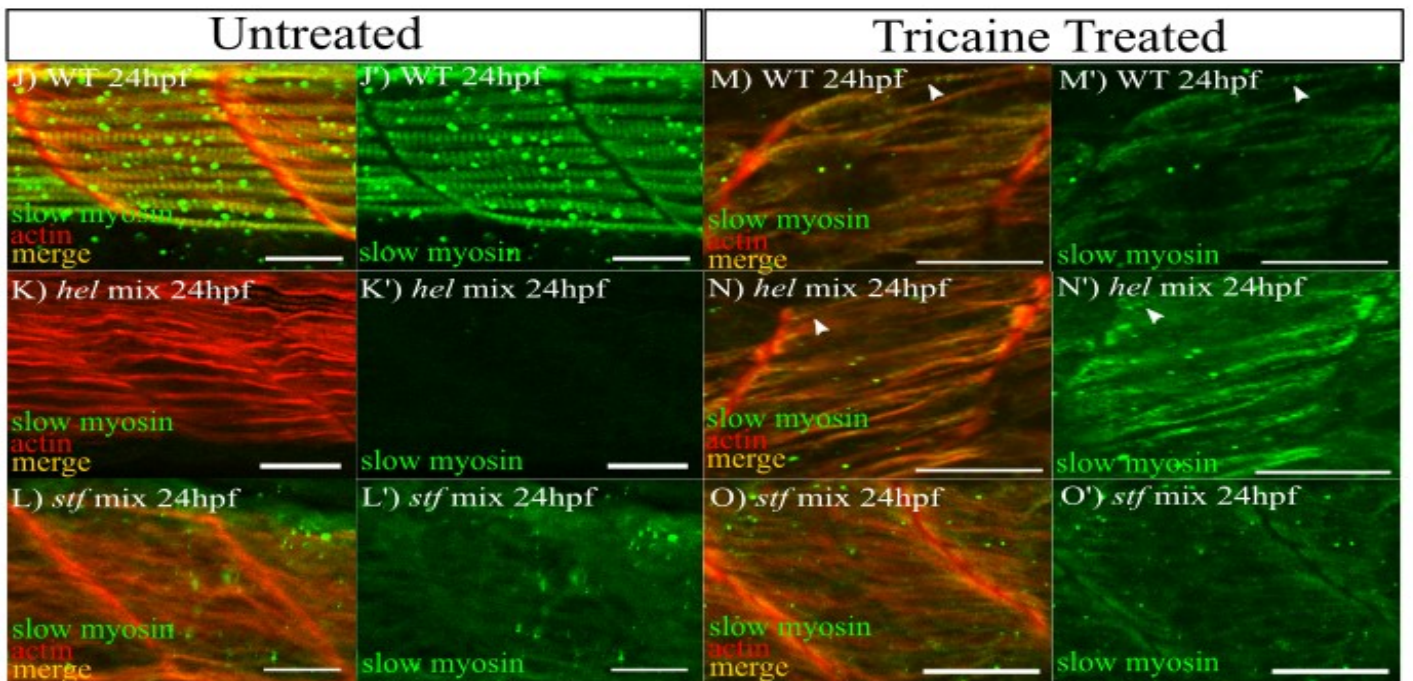 Untreated
Tricaine Treated
J) WT 24hpf
slow myosin
actin
merge
J') WT 24hpf
slow myosin
M) WT 24hpf
slow myosin
actin
merge
M') WT 24hpf
slow myosin
K) hel mix 24hpf
slow myosin
actin
merge
K') hel mix 24hpf
slow myosin
N) hel mix 24hpf
slow myosin
actin
merge
N') hel mix 24hpf
slow myosin
L) stf mix 24hpf
slow myosin
actin
merge
L') stf mix 24hpf
slow myosin
O) stf mix 24hpf
slow myosin
actin
merge
O') stf mix 24hpf
slow myosin